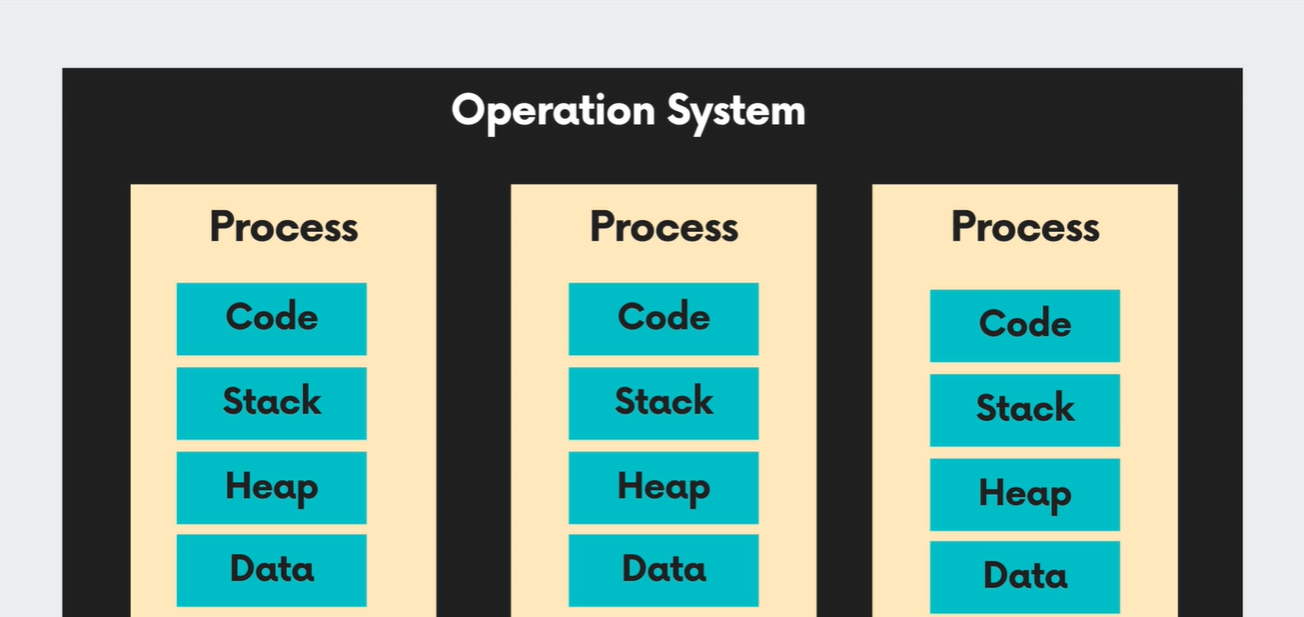 Operation System
Process
Code
Stack
Heap
Data
Process
Code
Stack
Heap
Data
Process
Code
Stack
Heap
Data